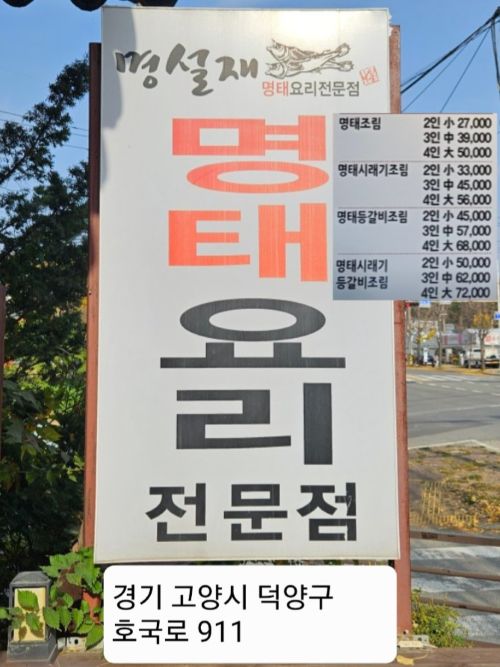 명설재
명태요리전문점
명태
요리
전문점
명태조림 2인 小 27,000
3인 中 39,000
4인 大 50,000
명태시래기조림 2인 小 33,000
3인 中 45,000
4인 大 56,000
명태등갈비조림 2인 小 45,000
3인 中 57,000
4인 大 68,000
명태시래기 2인 小 50,000
등갈비조림 3인 中 62,000
4인 大 72,000
경기 고양시 덕양구
호국로 911